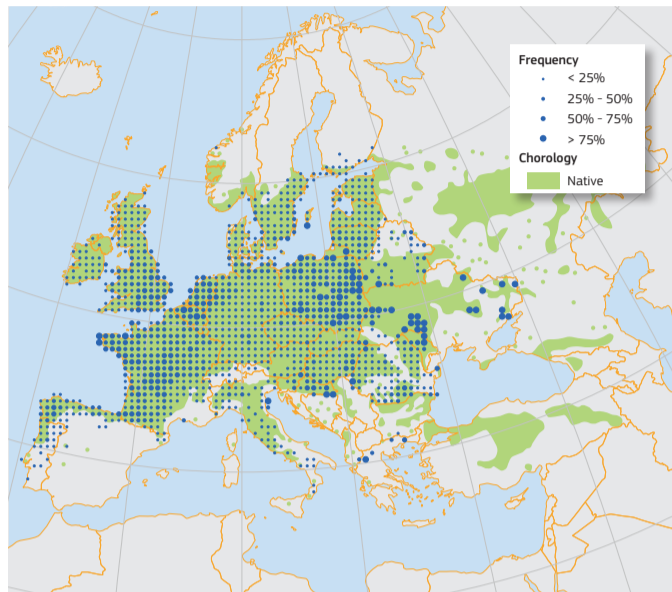 Frequency
< 25%
25% - 50%
50% - 75%
> 75%
Chorology
Native